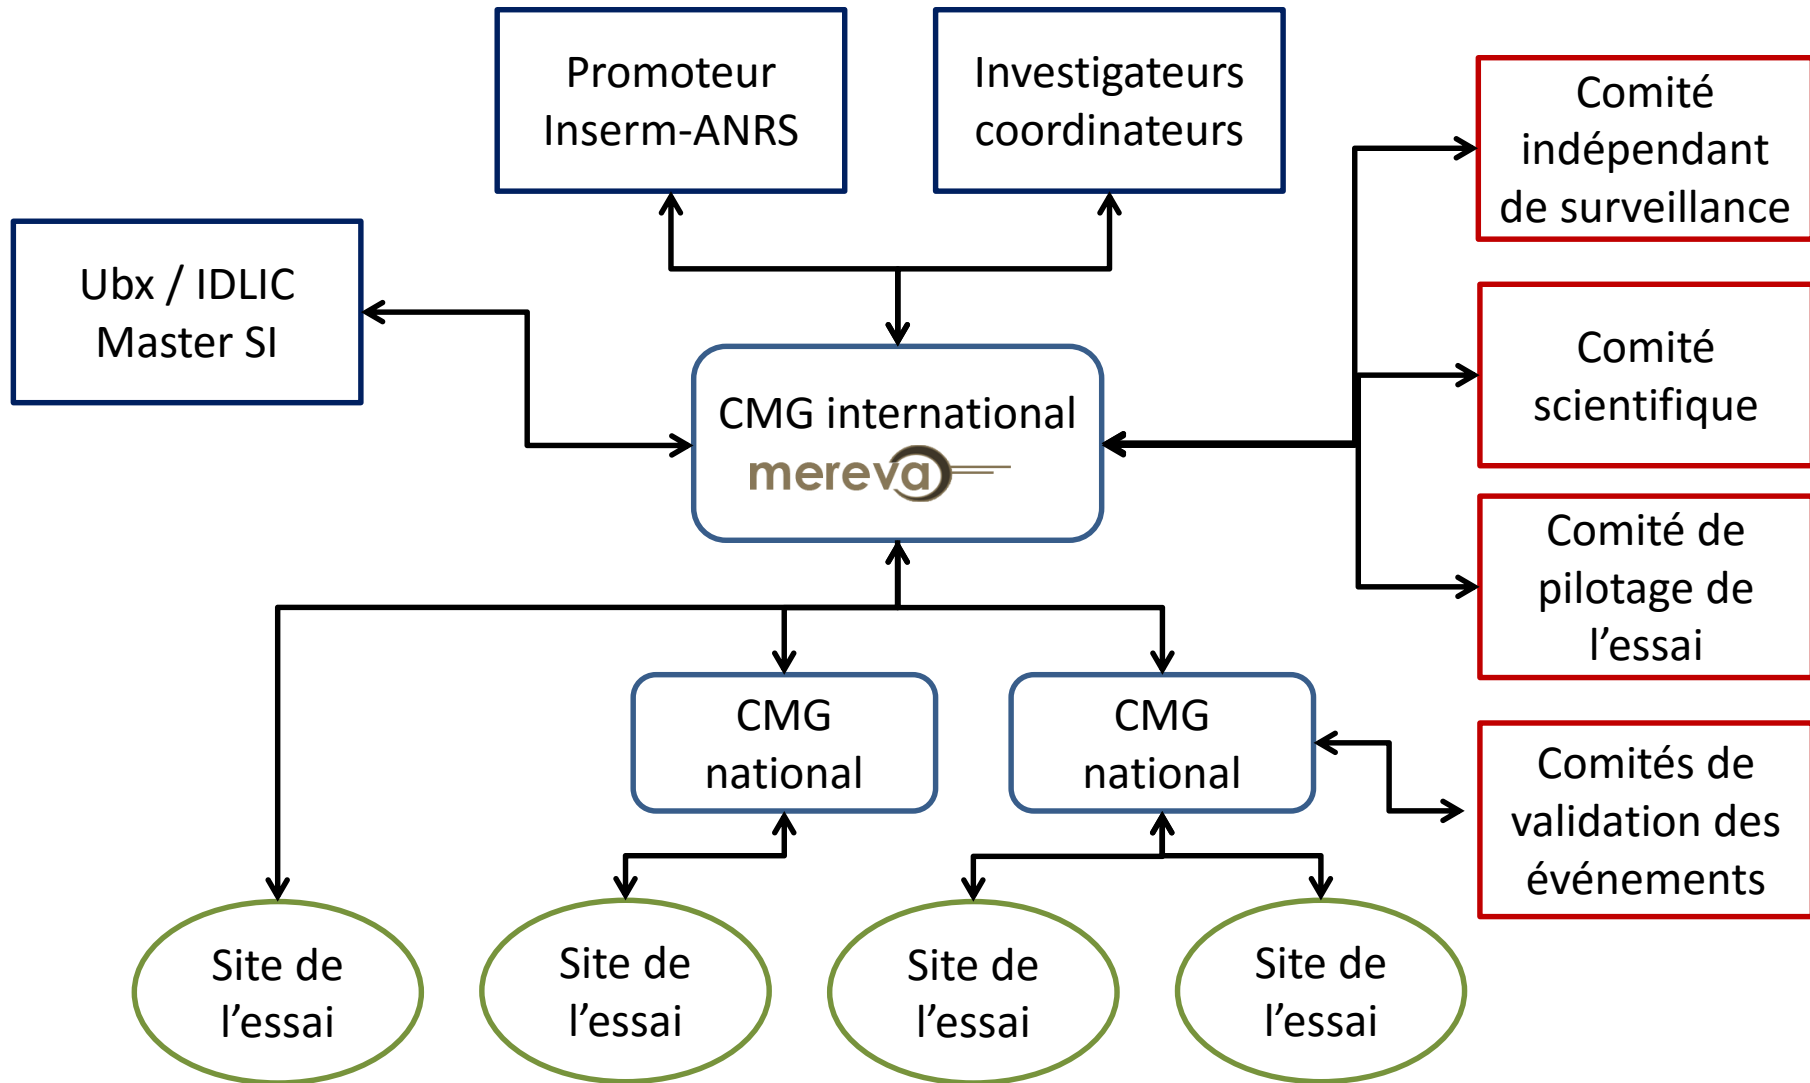 Promoteur
Inserm-ANRS
Investigateurs
coordinateurs
Comité
indépendant
de surveillance
Ubx / IDLIC
Master SI
Comité
scientifique
CMG international
mereva
Comité de
pilotage de
l’essai
CMG
national
CMG
national
Comités de
validation des
événements
Site de
l’essai
Site de
l’essai
Site de
l’essai
Site de
l’essai